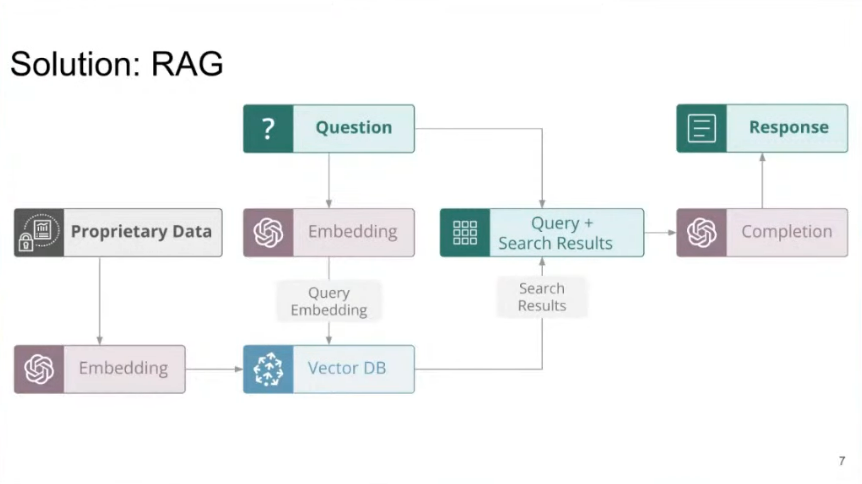 Solution: RAG
?
Question
Response
Proprietary Data
Embedding
Query +
Search Results
Completion
Query
Embedding
Search
Results
Embedding
Vector DB
7